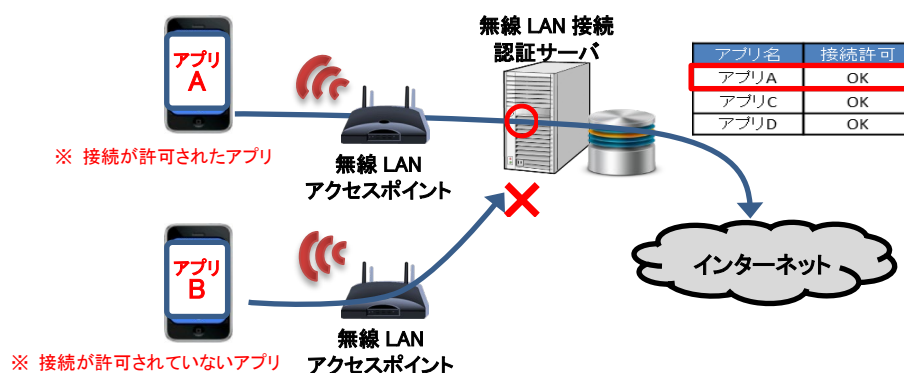 アプリ
A
※ 接続が許可されたアプリ
無線 LAN
アクセスポイント
無線 LAN 接続
認証サーバ
アプリ名 接続許可
アプリA OK
アプリC OK
アプリD OK
インターネット
アプリ
B
※ 接続が許可されていないアプリ
無線 LAN
アクセスポイント